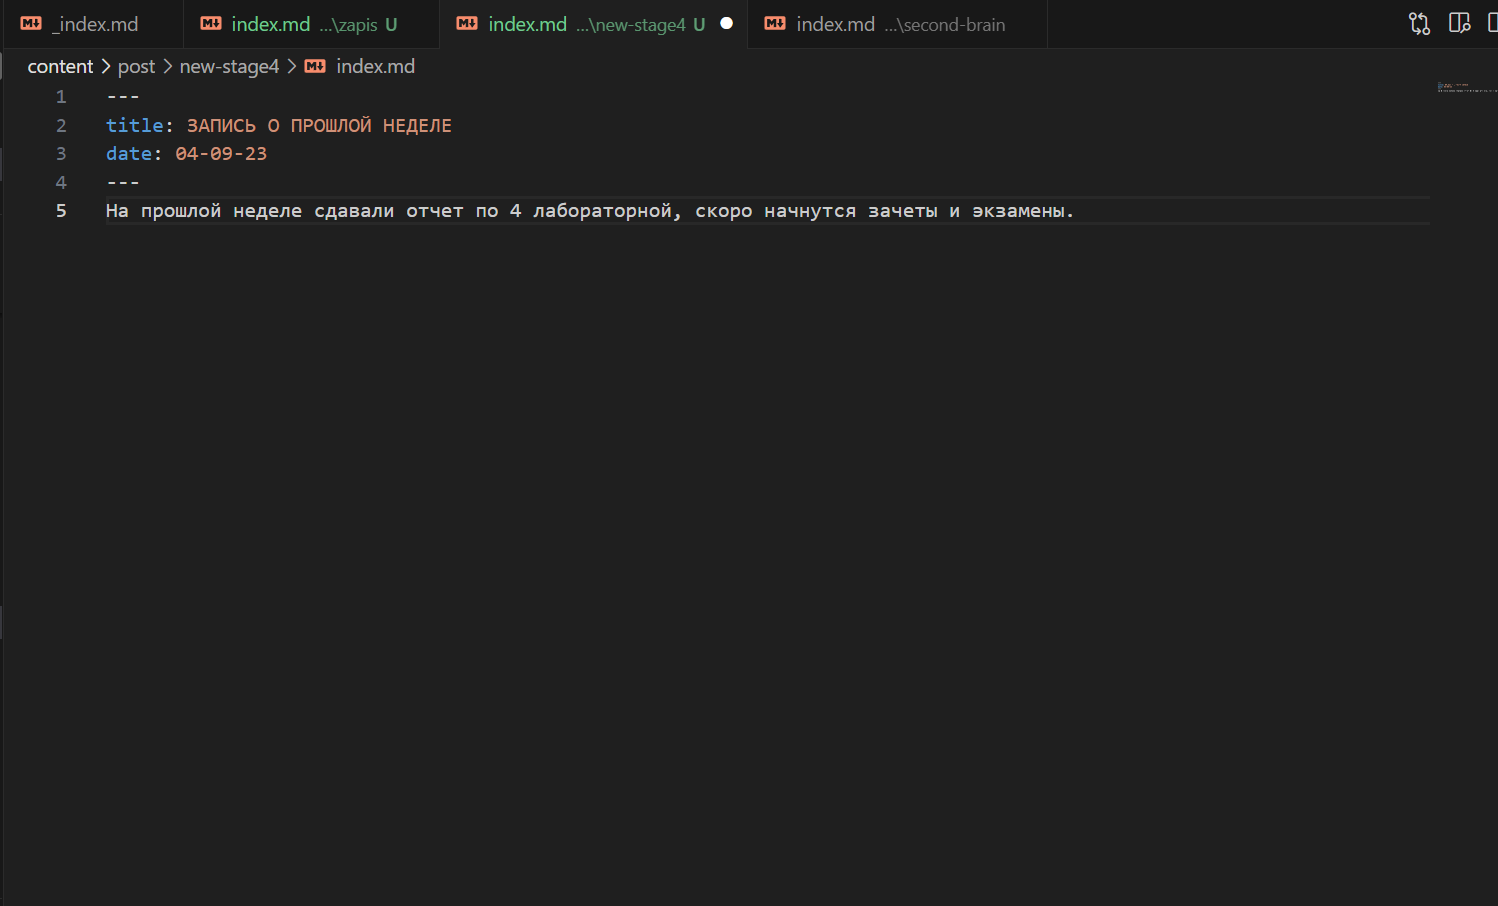 _index.md index.md ...\zapis U index.md ...\new-stage4 U index.md ...\second-brain
content > post > new-stage4 > index.md
1 ---
2 title: ЗАПИСЬ О ПРОШЛОЙ НЕДЕЛЕ
3 date: 04-09-23
4 ---
5 На прошлой неделе сдавали отчет по 4 лабораторной, скоро начнутся зачеты и экзамены.